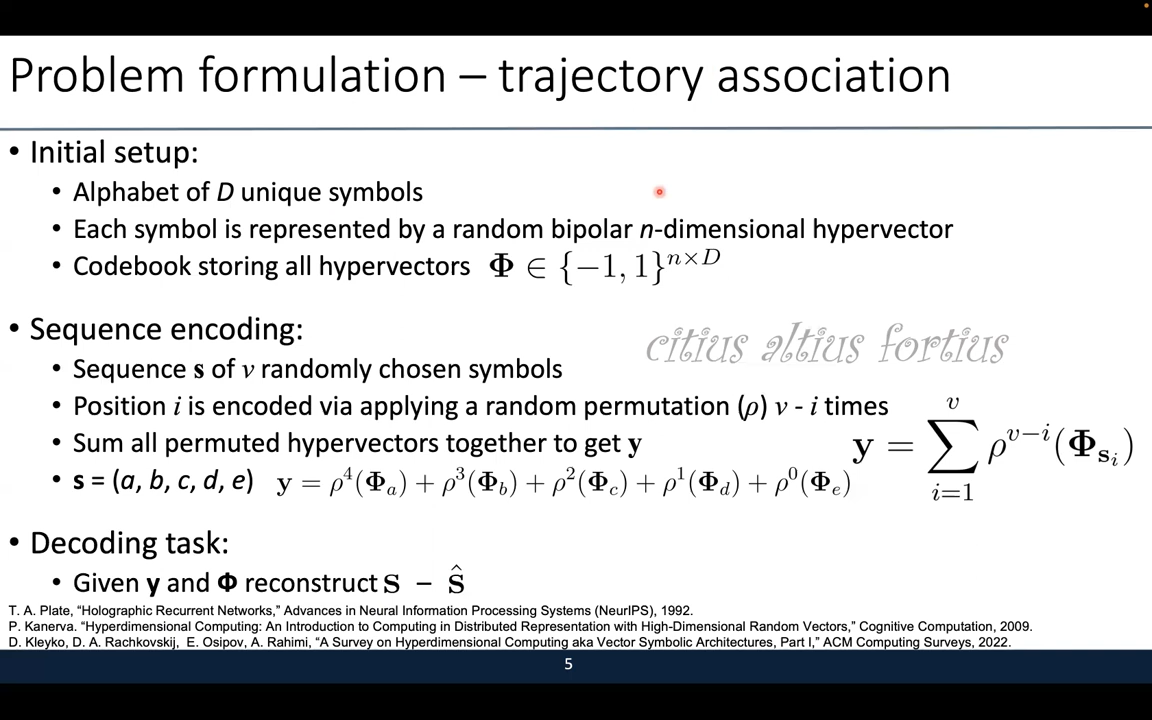 Problem formulation – trajectory association
• Initial setup:
• Alphabet of D unique symbols
• Each symbol is represented by a random bipolar n-dimensional hypervector
• Codebook storing all hypervectors Φ ∈ {−1, 1}^{n×D}
• Sequence encoding:
citius altius fortius
• Sequence s of v randomly chosen symbols
• Position i is encoded via applying a random permutation (ρ) v - i times
• Sum all permuted hypervectors together to get y
y = ∑_{i=1}^{v} ρ^{v−i}(Φ_{s_i})
• s = (a, b, c, d, e) y = ρ^4(Φ_a) + ρ^3(Φ_b) + ρ^2(Φ_c) + ρ^1(Φ_d) + ρ^0(Φ_e)
• Decoding task:
• Given y and Φ reconstruct s – ŝ
T. A. Plate, “Holographic Recurrent Networks,” Advances in Neural Information Processing Systems (NeurIPS), 1992.
P. Kanerva. “Hyperdimensional Computing: An Introduction to Computing in Distributed Representation with High-Dimensional Random Vectors,” Cognitive Computation, 2009.
D. Kleyko, D. A. Rachkovskij, E. Osipov, A. Rahimi, “A Survey on Hyperdimensional Computing aka Vector Symbolic Architectures, Part I,” ACM Computing Surveys, 2022.
5